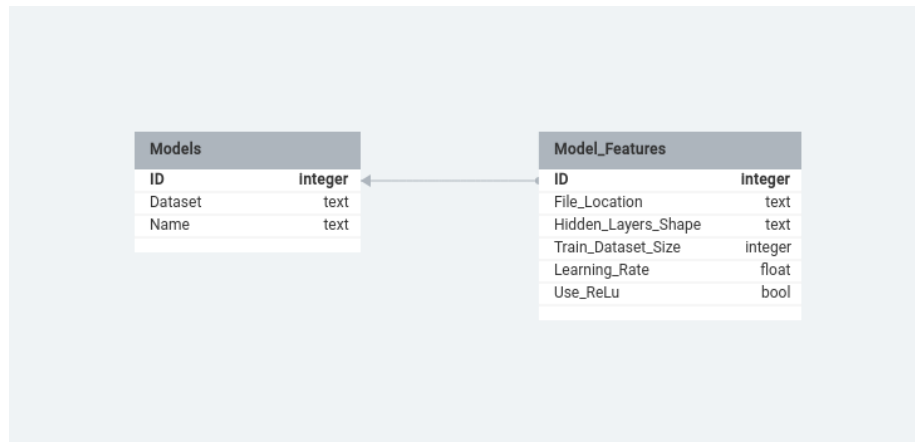 Models
ID integer
Dataset text
Name text
Model_Features
ID integer
File_Location text
Hidden_Layers_Shape text
Train_Dataset_Size integer
Learning_Rate float
Use_ReLu bool